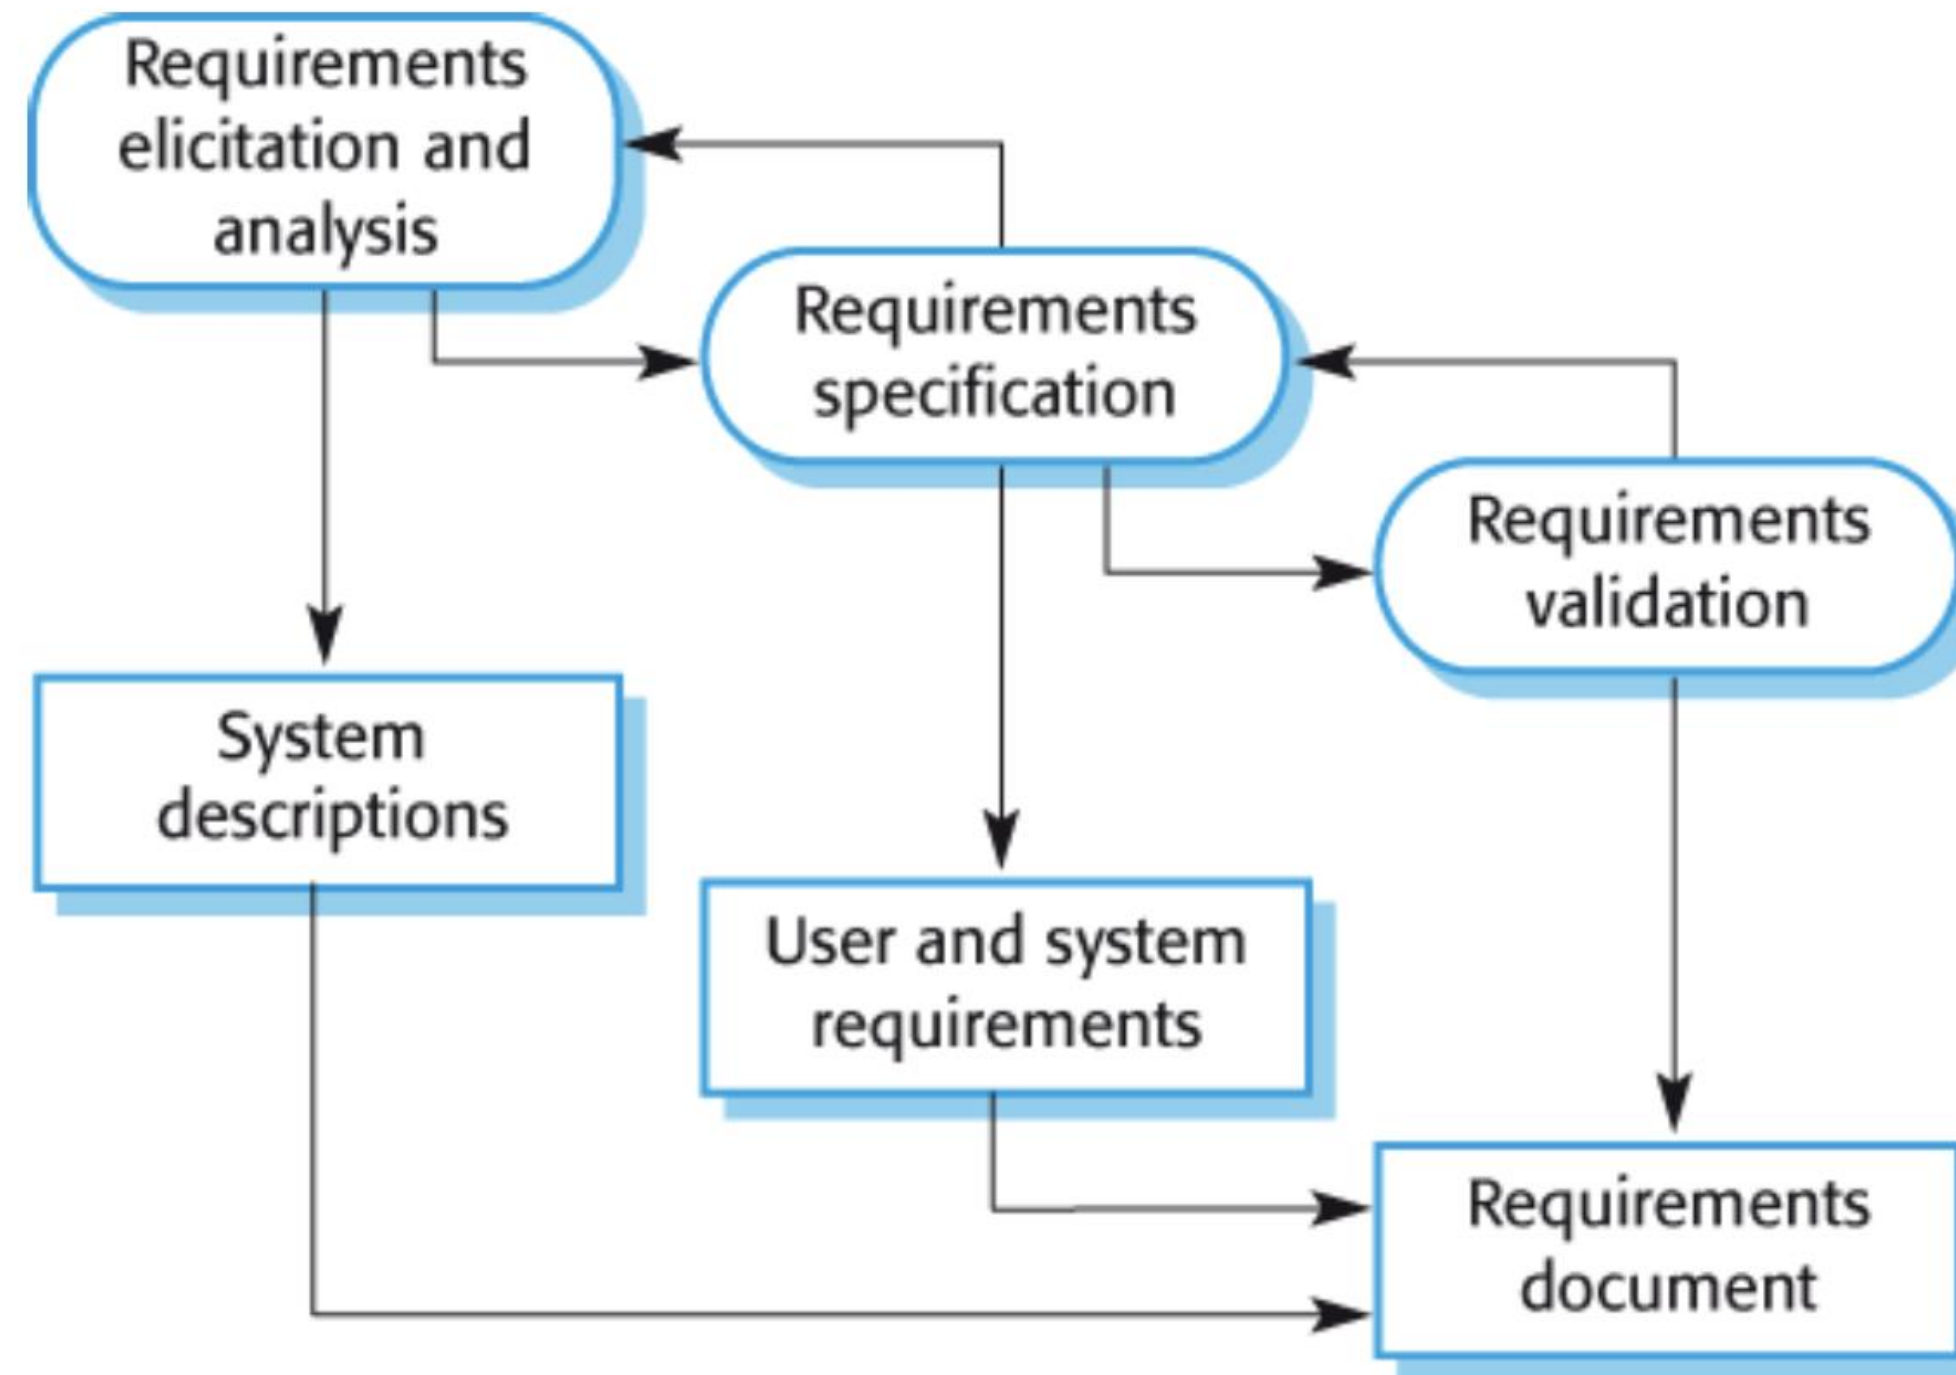 Requirements
elicitation and
analysis
Requirements
specification
Requirements
validation
System
descriptions
User and system
requirements
Requirements
document